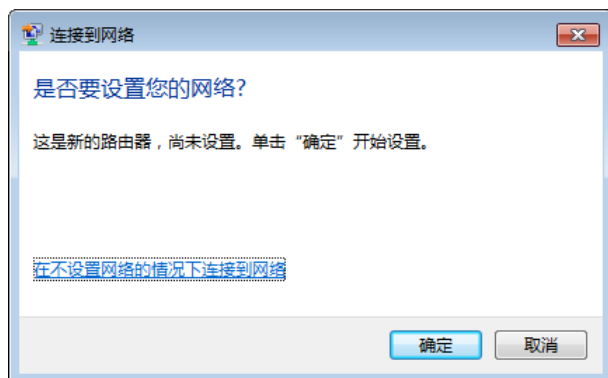 连接到网络
是否要设置您的网络?
这是新的路由器，尚未设置。单击“确定”开始设置。
在不设置网络的情况下连接到网络
确定
取消